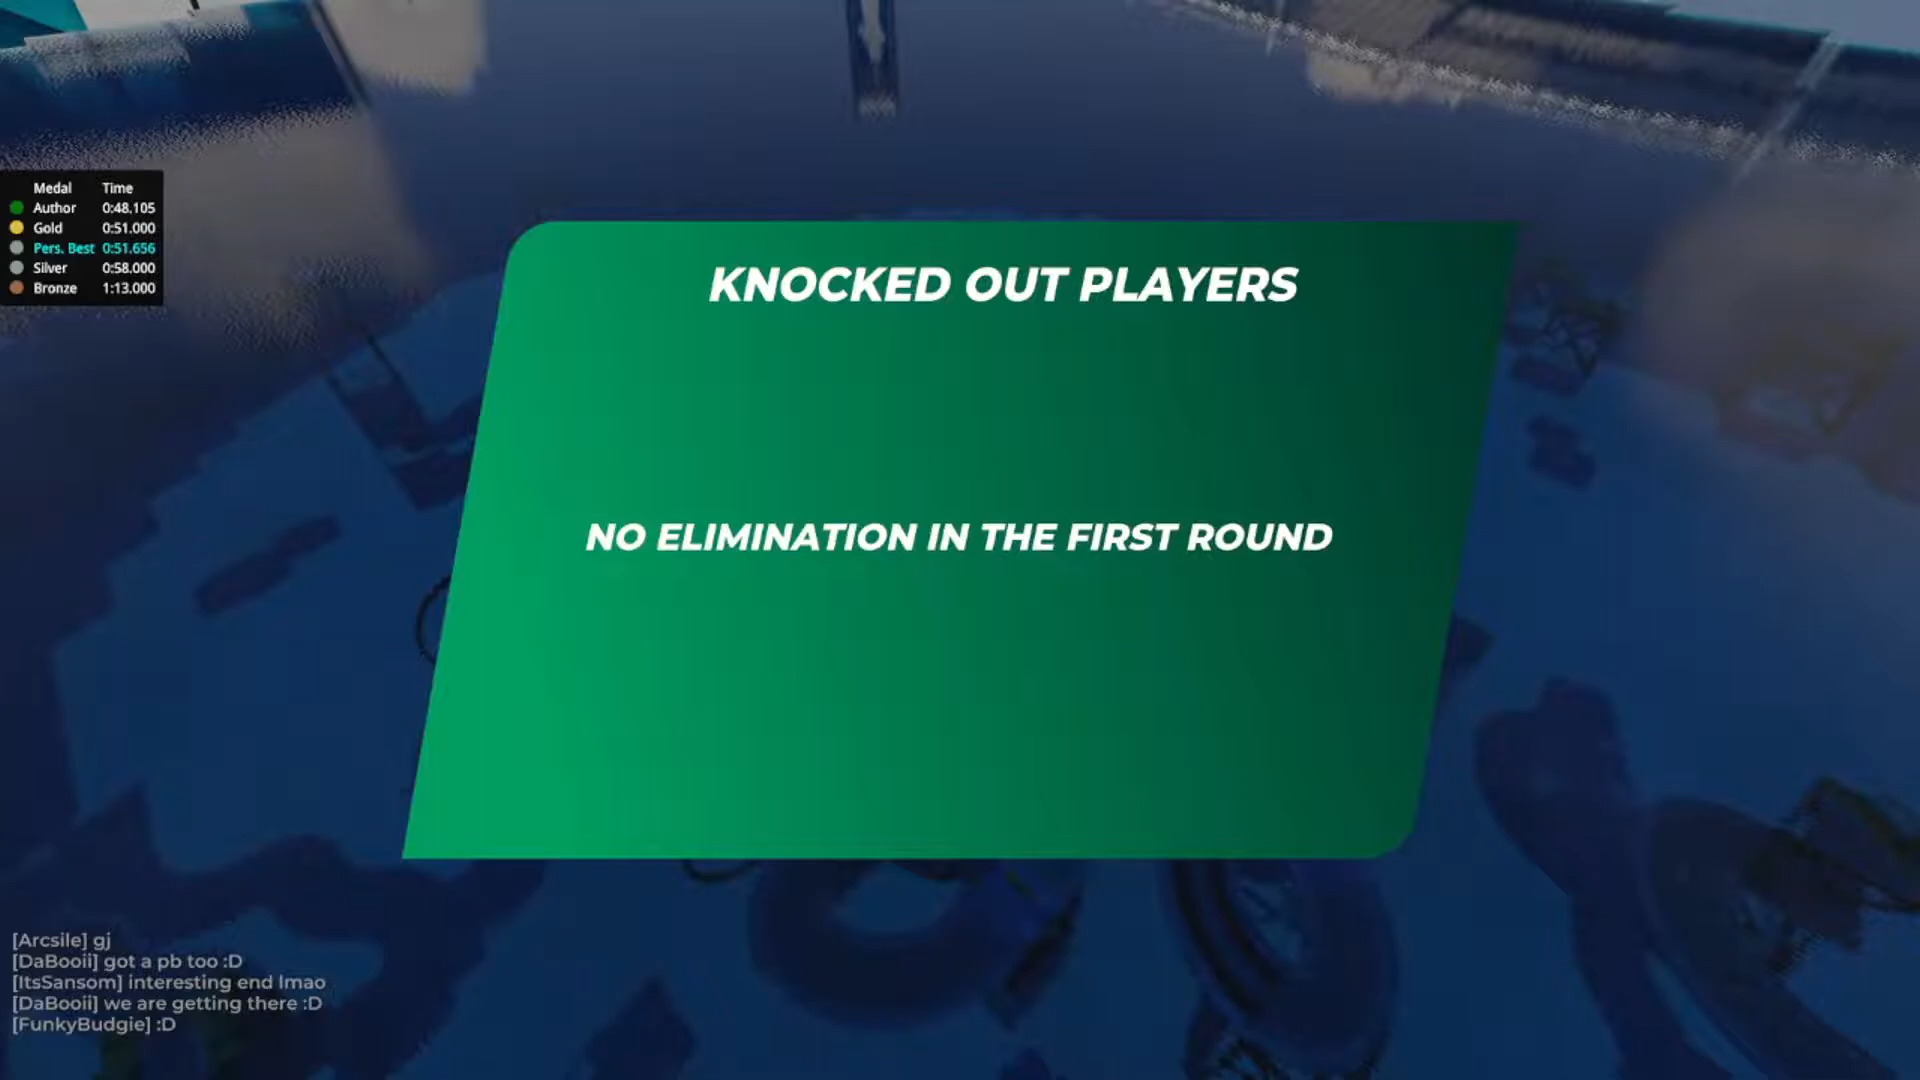 Medal Time
Author 0:48.105
Gold 0:51.000
Pers. Best 0:51.656
Silver 0:58.000
Bronze 1:13.000
KNOCKED OUT PLAYERS
NO ELIMINATION IN THE FIRST ROUND
[Arcsile] gj
[DaBooii] got a pb too :D
[ItsSansom] interesting end lmao
[DaBooii] we are getting there :D
[FunkyBudgie] :D